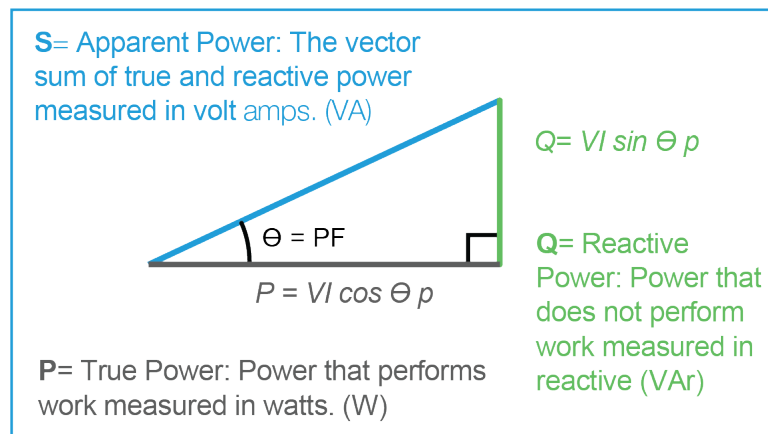 S= Apparent Power: The vector
sum of true and reactive power
measured in volt amps. (VA)
Q= VI sin ϴ p
ϴ = PF
P = VI cos ϴ p
Q= Reactive
Power: Power that
does not perform
work measured in
reactive (VAr)
P= True Power: Power that performs
work measured in watts. (W)